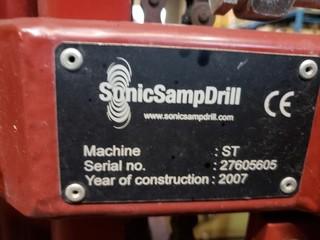 SonicSampDrill
www.sonicsampdrill.com
CE
Machine : ST
Serial no. : 27605605
Year of construction : 2007